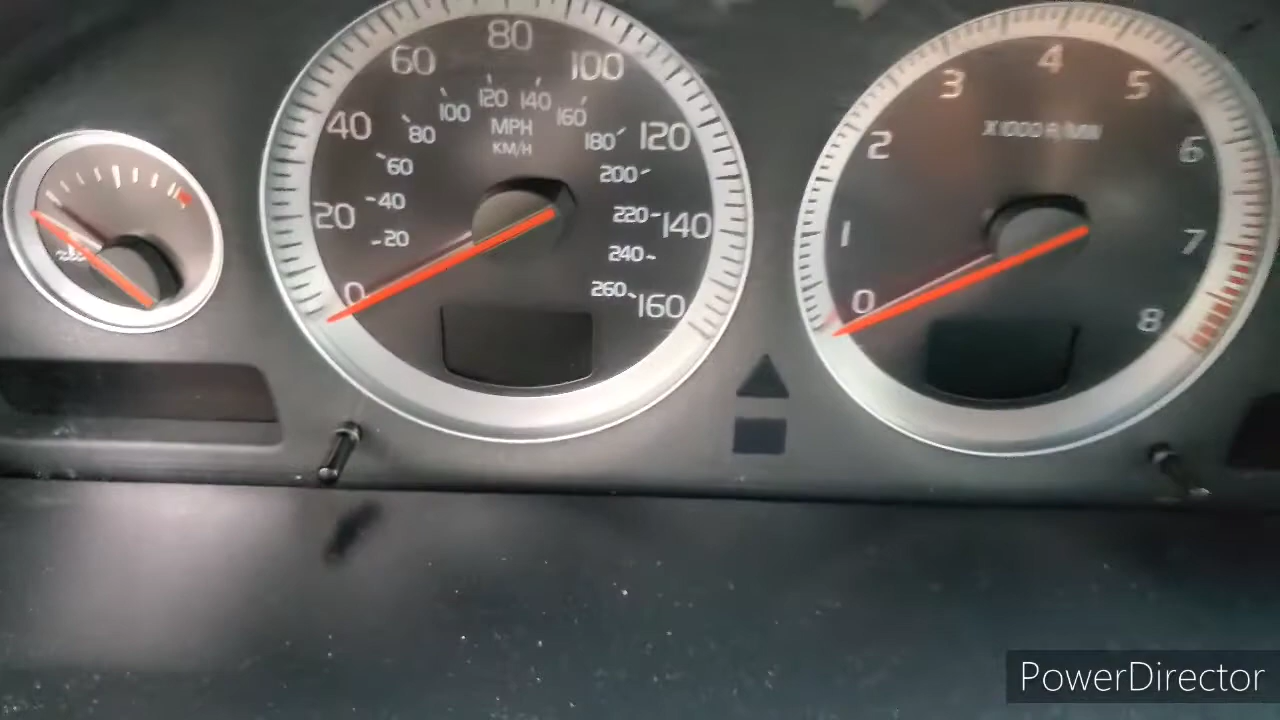 80
60 100
120 140
100 160
40 MPH 120
80 KM/H 180
60 200
20 40 220 140
20 240
0 260 160
4
3 5
X1000 R/MIN
2 6
1 7
0 8
PowerDirector